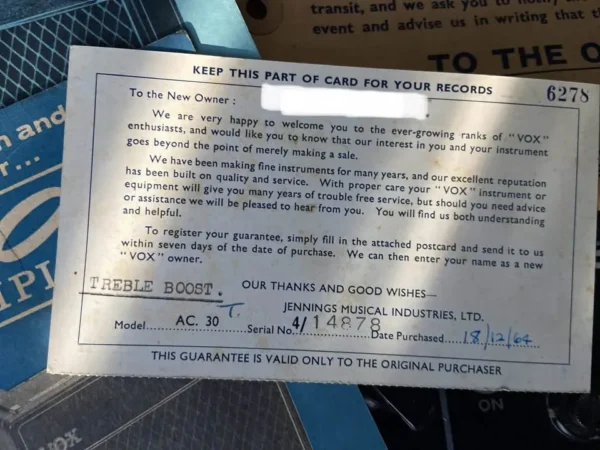 transit, and we ask you to
event and advise us in writing that
TO THE O
KEEP THIS PART OF CARD FOR YOUR RECORDS
6278
To the New Owner :
We are very happy to welcome you to the ever-growing ranks of "VOX"
enthusiasts, and would like you to know that our interest in you and your instrument
goes beyond the point of merely making a sale.
We have been making fine instruments for many years, and our excellent reputation
has been built on quality and service. With proper care your "VOX" instrument or
equipment will give you many years of trouble free service, but should you need advice
or assistance we will be pleased to hear from you. You will find us both understanding
and helpful.
To register your guarantee, simply fill in the attached postcard and send it to us
within seven days of the date of purchase. We can then enter your name as a new
"VOX" owner.
TREBLE BOOST.
OUR THANKS AND GOOD WISHES—
T.
JENNINGS MUSICAL INDUSTRIES, LTD.
Model AC. 30 Serial No. 4/14878 Date Purchased 18/12/64
THIS GUARANTEE IS VALID ONLY TO THE ORIGINAL PURCHASER
and
r...
IPL
VOX
ON